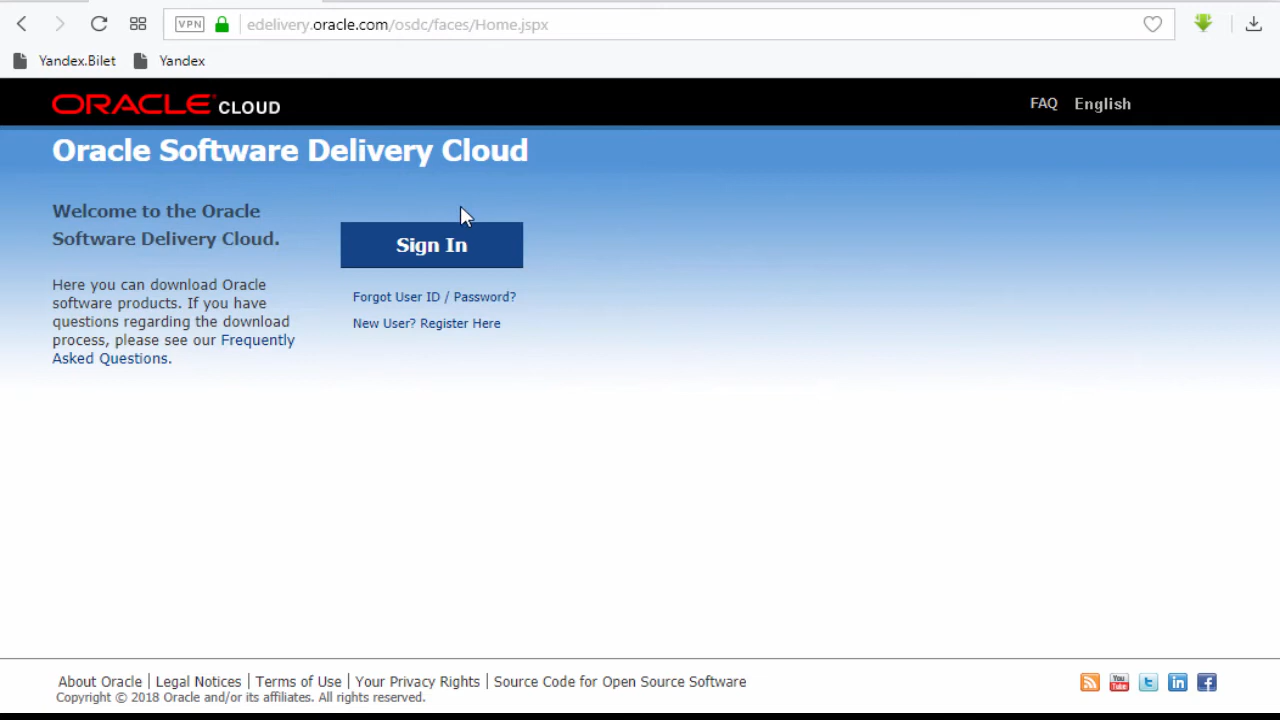 VPN
edelivery.oracle.com/osdc/faces/Home.jspx
Yandex.Bilet
Yandex
ORACLE CLOUD
FAQ
English
Oracle Software Delivery Cloud
Welcome to the Oracle
Software Delivery Cloud.
Here you can download Oracle
software products. If you have
questions regarding the download
process, please see our Frequently
Asked Questions.
Sign In
Forgot User ID / Password?
New User? Register Here
About Oracle | Legal Notices | Terms of Use | Your Privacy Rights | Source Code for Open Source Software
Copyright © 2018 Oracle and/or its affiliates. All rights reserved.
You
Tube
t
in
f